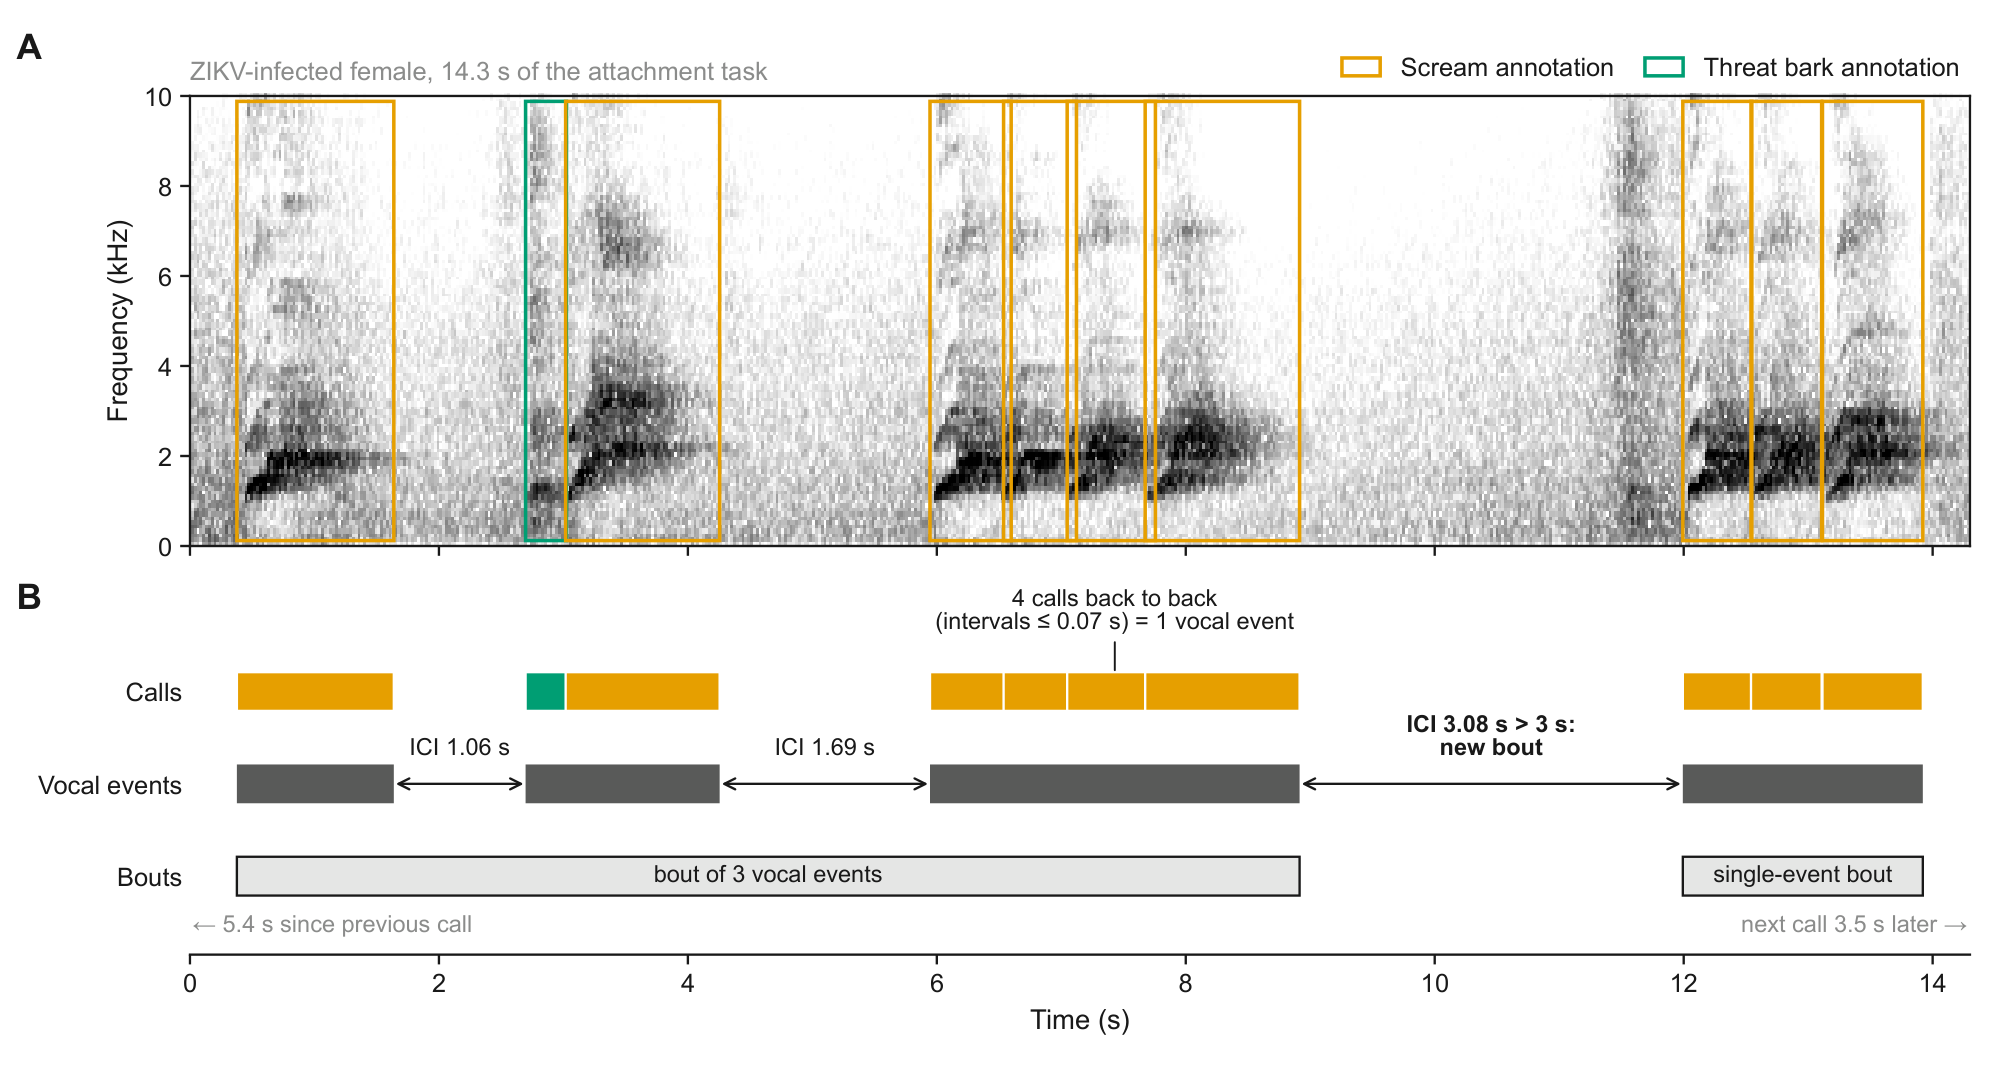 A
ZIKV-infected female, 14.3 s of the attachment task
Scream annotation
Threat bark annotation
10
8
6
4
2
0
Frequency (kHz)
B
4 calls back to back
(intervals ≤ 0.07 s) = 1 vocal event
Calls
ICI 1.06 s
ICI 1.69 s
ICI 3.08 s > 3 s:
new bout
Vocal events
Bouts
bout of 3 vocal events
single-event bout
← 5.4 s since previous call
next call 3.5 s later →
0 2 4 6 8 10 12 14
Time (s)